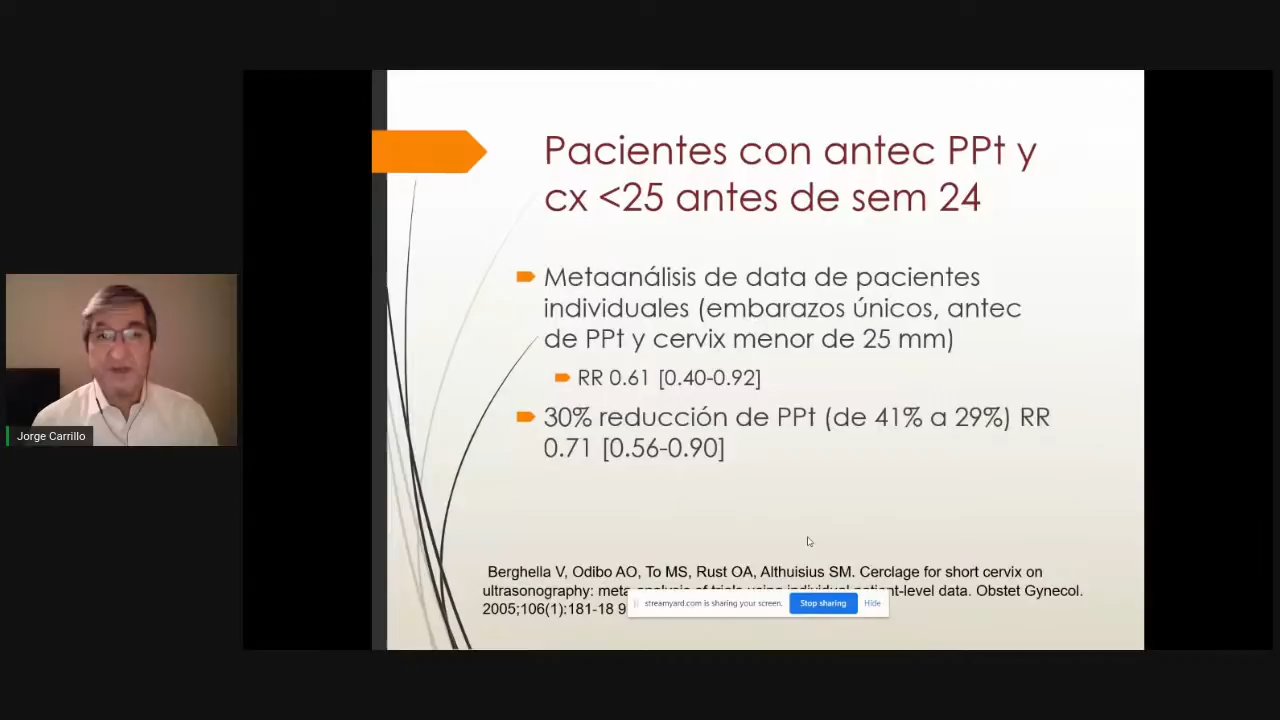 Pacientes con antec PPt y
cx <25 antes de sem 24
Metaanálisis de data de pacientes
individuales (embarazos únicos, antec
de PPt y cervix menor de 25 mm)
RR 0.61 [0.40-0.92]
30% reducción de PPt (de 41% a 29%) RR
0.71 [0.56-0.90]
Jorge Carrillo
Berghella V, Odibo AO, To MS, Rust OA, Althuisius SM. Cerclage for short cervix on
ultrasonography: meta-analysis of trials using individual patient-level data. Obstet Gynecol.
2005;106(1):181-18 9
streamyard.com is sharing your screen.
Stop sharing
Hide